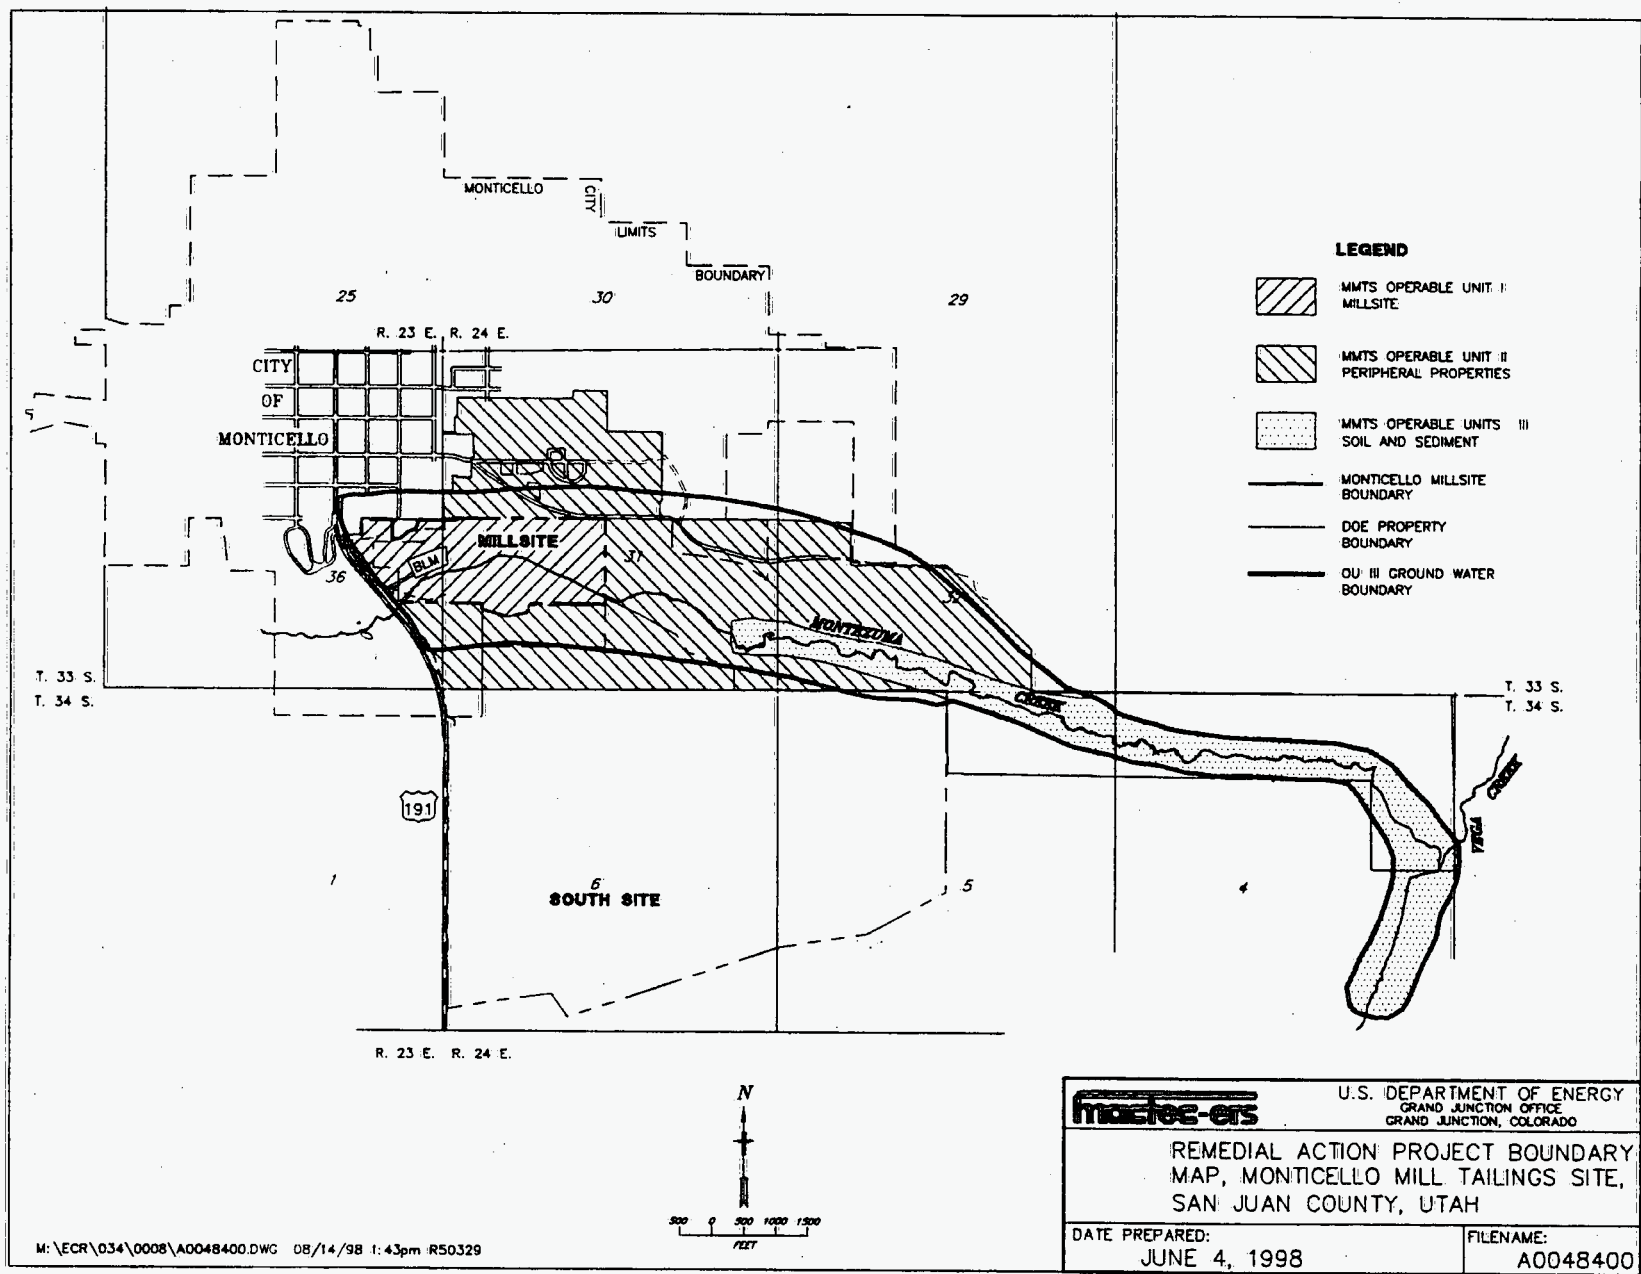 MONTICELLO
CITY
LIMITS
BOUNDARY
25
30
29
R. 23 E. R. 24 E.
CITY
OF
MONTICELLO
MILLSITE
BLM
31
36
32
MONTEZUMA
CREEK
T. 33 S.
T. 34 S.
T. 33 S.
T. 34 S.
191
VEGA
CREEK
1
6
5
4
SOUTH SITE
R. 23 E. R. 24 E.
LEGEND
MMTS OPERABLE UNIT I
MILLSITE
MMTS OPERABLE UNIT II
PERIPHERAL PROPERTIES
MMTS OPERABLE UNITS III
SOIL AND SEDIMENT
MONTICELLO MILLSITE
BOUNDARY
DOE PROPERTY
BOUNDARY
OU III GROUND WATER
BOUNDARY
N
500 0 500 1000 1500
FEET
mactec-ers
U.S. DEPARTMENT OF ENERGY
GRAND JUNCTION OFFICE
GRAND JUNCTION, COLORADO
REMEDIAL ACTION PROJECT BOUNDARY
MAP, MONTICELLO MILL TAILINGS SITE,
SAN JUAN COUNTY, UTAH
DATE PREPARED:
JUNE 4, 1998
FILENAME:
A0048400
M:\ECR\034\0008\A0048400.DWG 08/14/98 1:43pm R50329